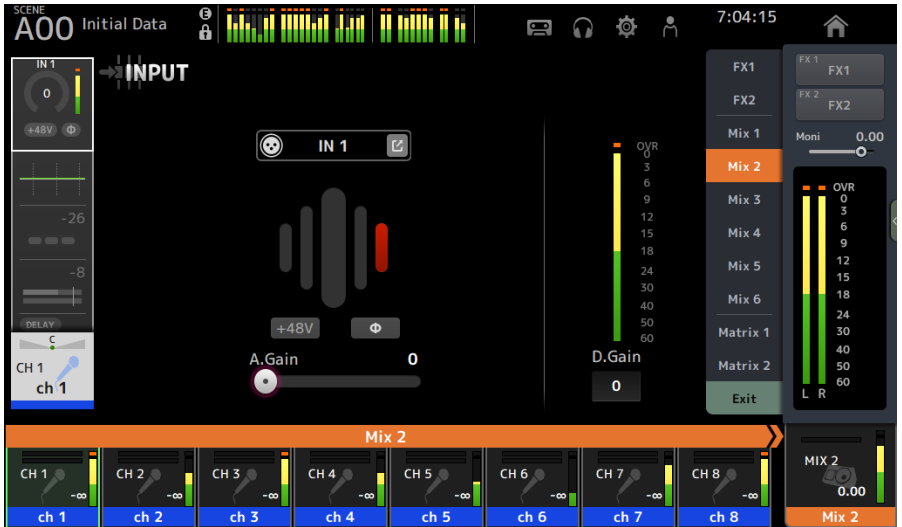 SCENE
A00 Initial Data
E
7:04:15
IN 1
0
+48V Φ
-26
-8
DELAY
C
CH 1
ch 1
INPUT
IN 1
+48V
Φ
A.Gain 0
OVR
0
3
6
9
12
15
18
24
30
40
50
60
D.Gain
0
FX1
FX2
Mix 1
Mix 2
Mix 3
Mix 4
Mix 5
Mix 6
Matrix 1
Matrix 2
Exit
FX 1
FX1
FX 2
FX2
Moni 0.00
OVR
0
3
6
9
12
15
18
24
30
40
50
60
L R
Mix 2
CH 1
-∞
ch 1
CH 2
-∞
ch 2
CH 3
-∞
ch 3
CH 4
-∞
ch 4
CH 5
-∞
ch 5
CH 6
-∞
ch 6
CH 7
-∞
ch 7
CH 8
-∞
ch 8
MIX 2
0.00
Mix 2